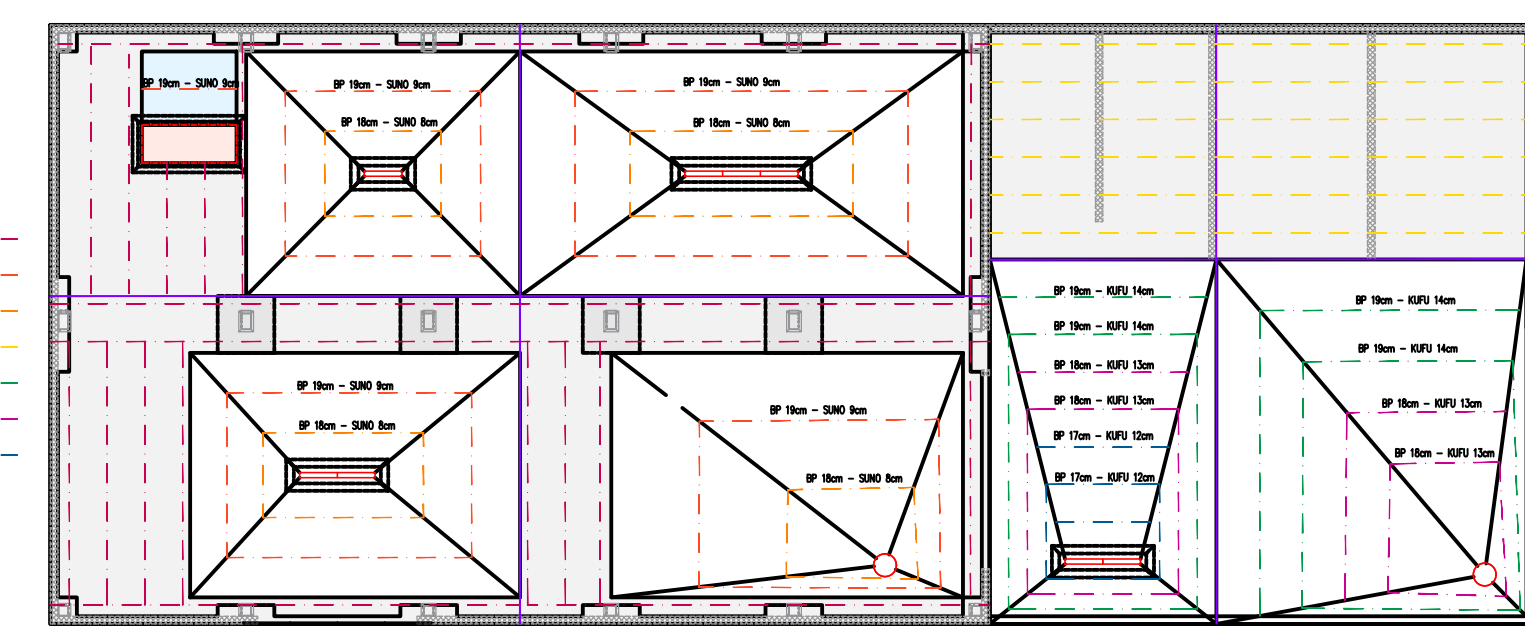 BP 19cm – SUNO 9cm
BP 19cm – SUNO 9cm
BP 19cm – SUNO 9cm
BP 18cm – SUNO 8cm
BP 18cm – SUNO 8cm
BP 19cm – KUFU 14cm
BP 19cm – KUFU 14cm
BP 19cm – KUFU 14cm
BP 19cm – KUFU 14cm
BP 18cm – KUFU 13cm
BP 19cm – SUNO 9cm
BP 18cm – KUFU 13cm
BP 18cm – KUFU 13cm
BP 19cm – SUNO 9cm
BP 18cm – SUNO 8cm
BP 17cm – KUFU 12cm
BP 18cm – KUFU 13cm
BP 18cm – SUNO 8cm
BP 17cm – KUFU 12cm